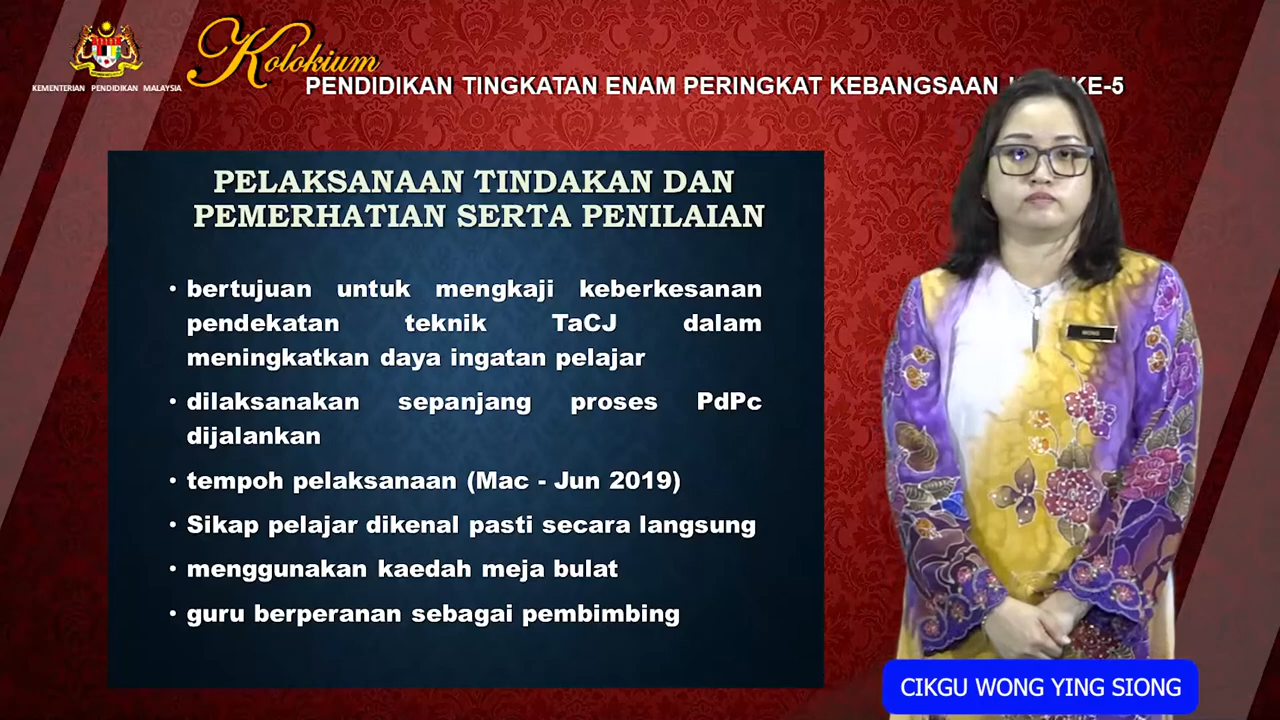 Kolokium
KEMENTERIAN PENDIDIKAN MALAYSIA
PENDIDIKAN TINGKATAN ENAM PERINGKAT KEBANGSAAN KE-5
PELAKSANAAN TINDAKAN DAN
PEMERHATIAN SERTA PENILAIAN
• bertujuan untuk mengkaji keberkesanan
pendekatan teknik TaCJ dalam
meningkatkan daya ingatan pelajar
• dilaksanakan sepanjang proses PdPc
dijalankan
• tempoh pelaksanaan (Mac - Jun 2019)
• Sikap pelajar dikenal pasti secara langsung
• menggunakan kaedah meja bulat
• guru berperanan sebagai pembimbing
WONG
CIKGU WONG YING SIONG